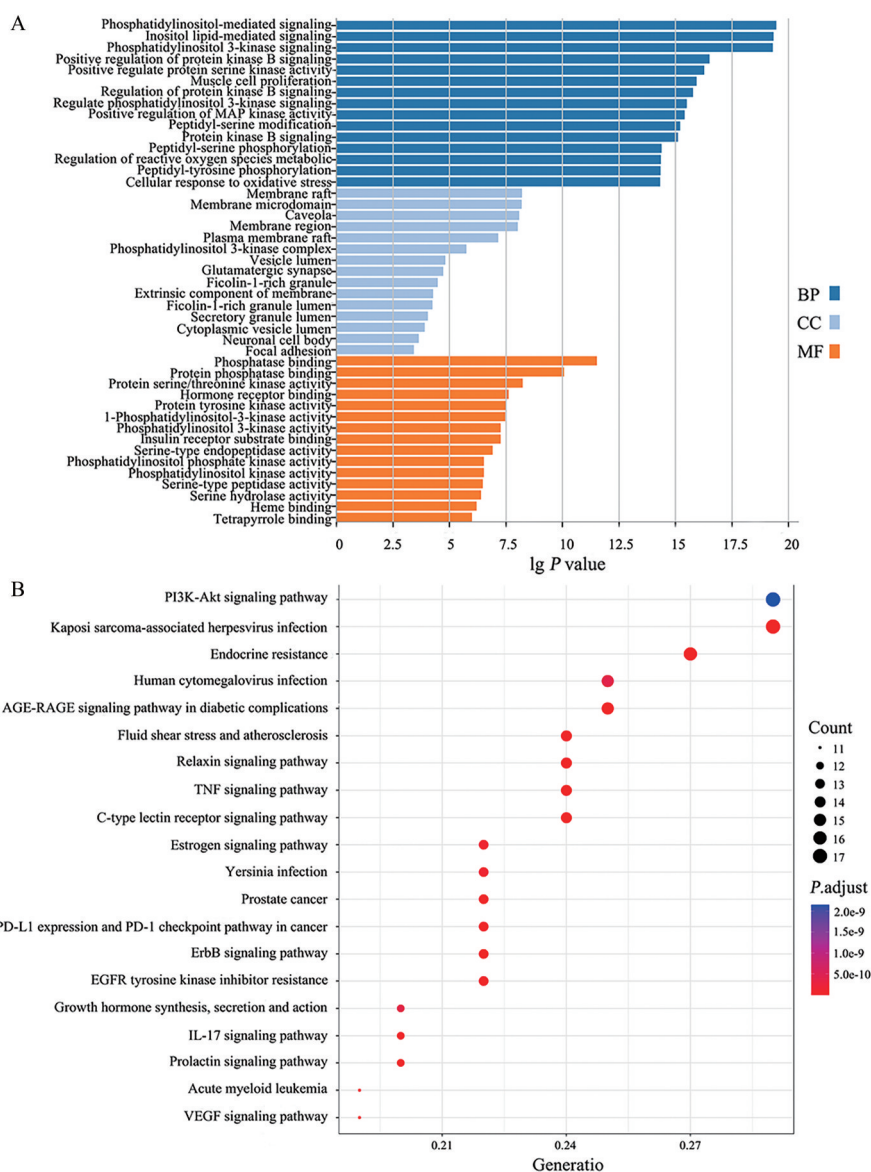 A
Phosphatidylinositol-mediated signaling
Inositol lipid-mediated signaling
Phosphatidylinositol 3-kinase signaling
Positive regulation of protein kinase B signaling
Positive regulate protein serine kinase activity
Muscle cell proliferation
Regulation of protein kinase B signaling
Regulate phosphatidylinositol 3-kinase signaling
Positive regulation of MAP kinase activity
Peptidyl-serine modification
Protein kinase B signaling
Peptidyl-serine phosphorylation
Regulation of reactive oxygen species metabolic
Peptidyl-tyrosine phosphorylation
Cellular response to oxidative stress
Membrane raft
Membrane microdomain
Caveola
Membrane region
Plasma membrane raft
Phosphatidylinositol 3-kinase complex
Vesicle lumen
Glutamatergic synapse
Ficolin-1-rich granule
Extrinsic component of membrane
Ficolin-1-rich granule lumen
Secretory granule lumen
Cytoplasmic vesicle lumen
Neuronal cell body
Focal adhesion
Phosphatase binding
Protein phosphatase binding
Protein serine/threonine kinase activity
Hormone receptor binding
Protein tyrosine kinase activity
1-Phosphatidylinositol-3-kinase activity
Phosphatidylinositol 3-kinase activity
Insulin receptor substrate binding
Serine-type endopeptidase activity
Phosphatidylinositol phosphate kinase activity
Phosphatidylinositol kinase activity
Serine-type peptidase activity
Serine hydrolase activity
Heme binding
Tetrapyrrole binding
BP
CC
MF
0 2.5 5 7.5 10 12.5 15 17.5 20
lg P value
B
PI3K-Akt signaling pathway
Kaposi sarcoma-associated herpesvirus infection
Endocrine resistance
Human cytomegalovirus infection
AGE-RAGE signaling pathway in diabetic complications
Fluid shear stress and atherosclerosis
Relaxin signaling pathway
TNF signaling pathway
C-type lectin receptor signaling pathway
Estrogen signaling pathway
Yersinia infection
Prostate cancer
PD-L1 expression and PD-1 checkpoint pathway in cancer
ErbB signaling pathway
EGFR tyrosine kinase inhibitor resistance
Growth hormone synthesis, secretion and action
IL-17 signaling pathway
Prolactin signaling pathway
Acute myeloid leukemia
VEGF signaling pathway
0.21 0.24 0.27
Generatio
Count
11
12
13
14
15
16
17
P.adjust
2.0e-9
1.5e-9
1.0e-9
5.0e-10